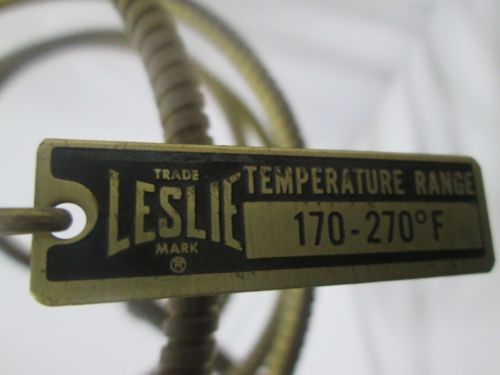 TRADE
LESLIE
MARK
®
TEMPERATURE RANGE
170-270°F